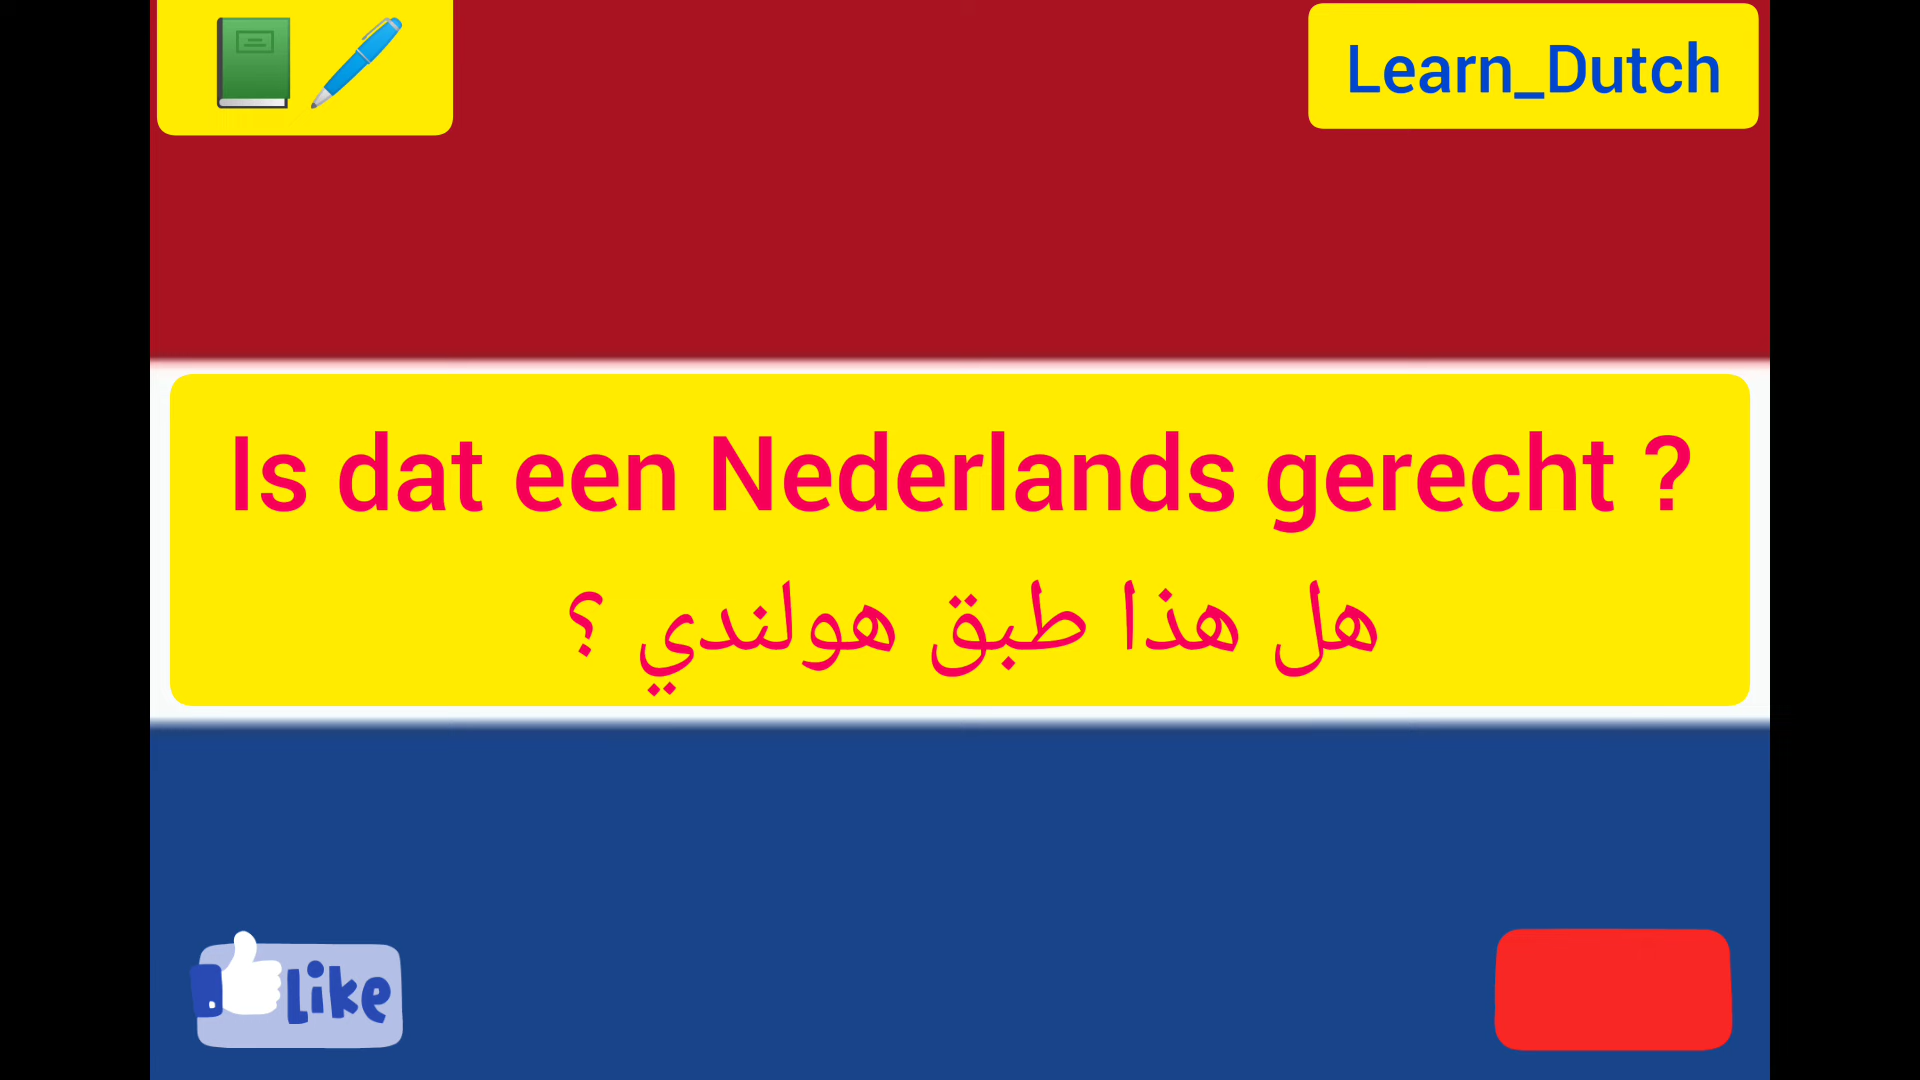 Learn_Dutch
Is dat een Nederlands gerecht ?
هل هذا طبق هولندي ؟
Like